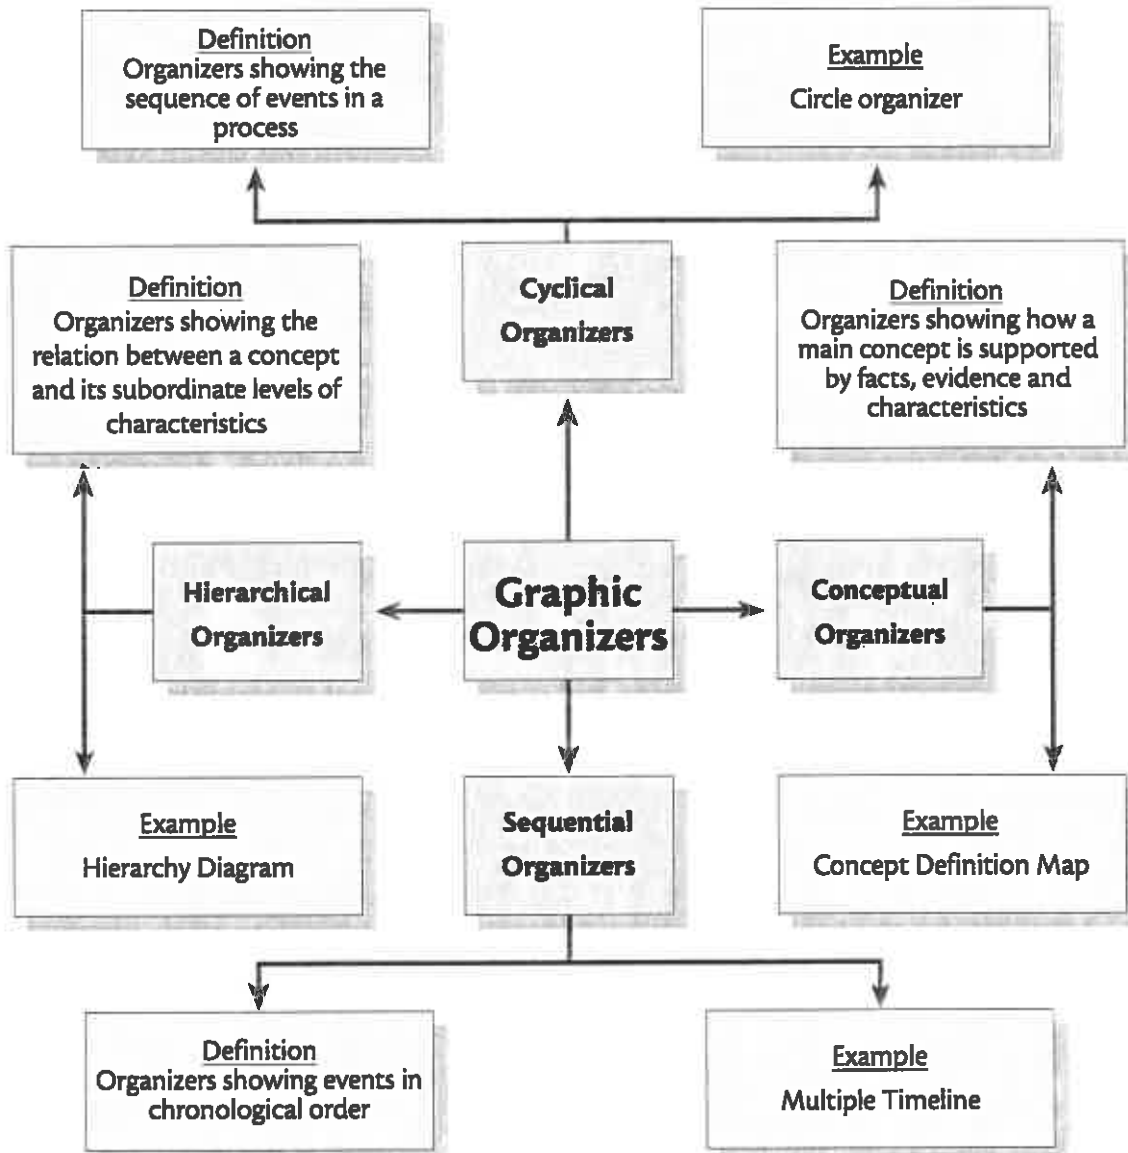 Definition
Organizers showing the
sequence of events in a
process
Example
Circle organizer
Cyclical
Organizers
Definition
Organizers showing the
relation between a concept
and its subordinate levels of
characteristics
Definition
Organizers showing how a
main concept is supported
by facts, evidence and
characteristics
Hierarchical
Organizers
Graphic
Organizers
Conceptual
Organizers
Example
Hierarchy Diagram
Sequential
Organizers
Example
Concept Definition Map
Definition
Organizers showing events in
chronological order
Example
Multiple Timeline